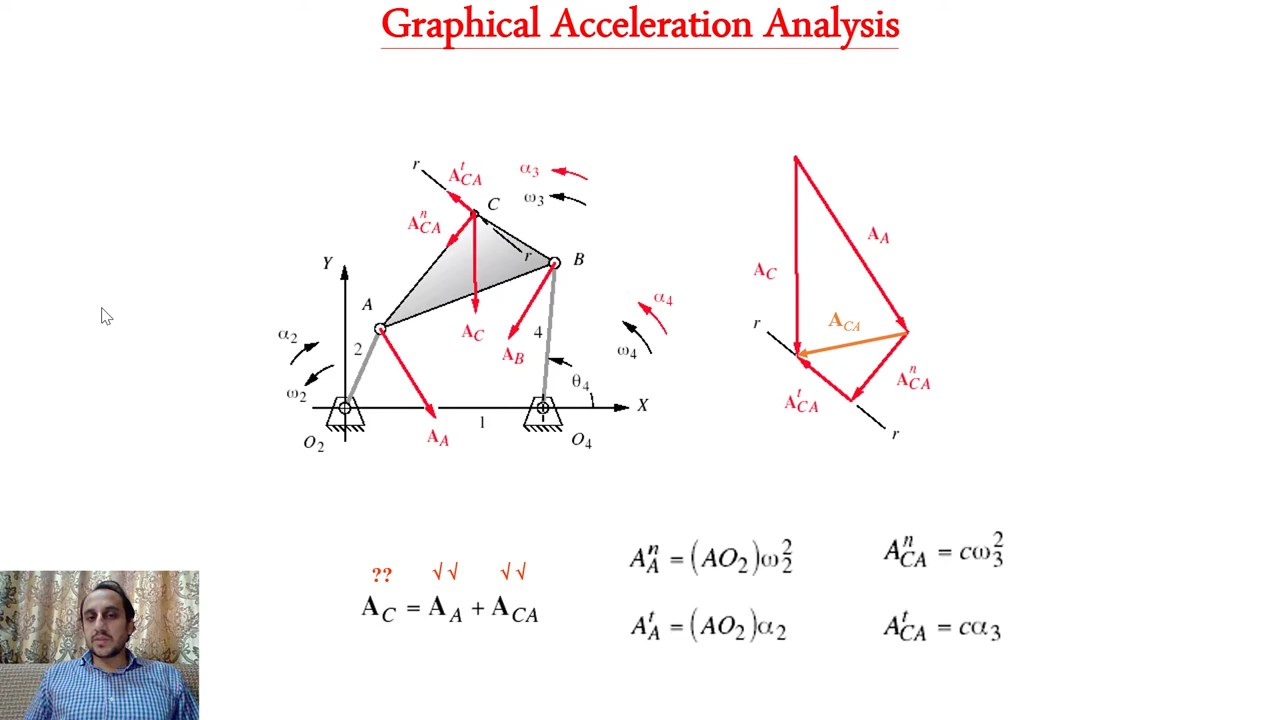 Graphical Acceleration Analysis
r
A^t_CA
α3
C
ω3
A^n_CA
r
Y
B
A
α4
α2
2
A_C
4
A_B
ω4
ω2
θ4
X
1
A_A
O2
O4
A_A
A_C
r
A_CA
A^n_CA
A^t_CA
r
?? √√ √√
A_C = A_A + A_CA
A^n_A = (AO2)ω2^2
A^n_CA = cω3^2
A^t_A = (AO2)α2
A^t_CA = cα3